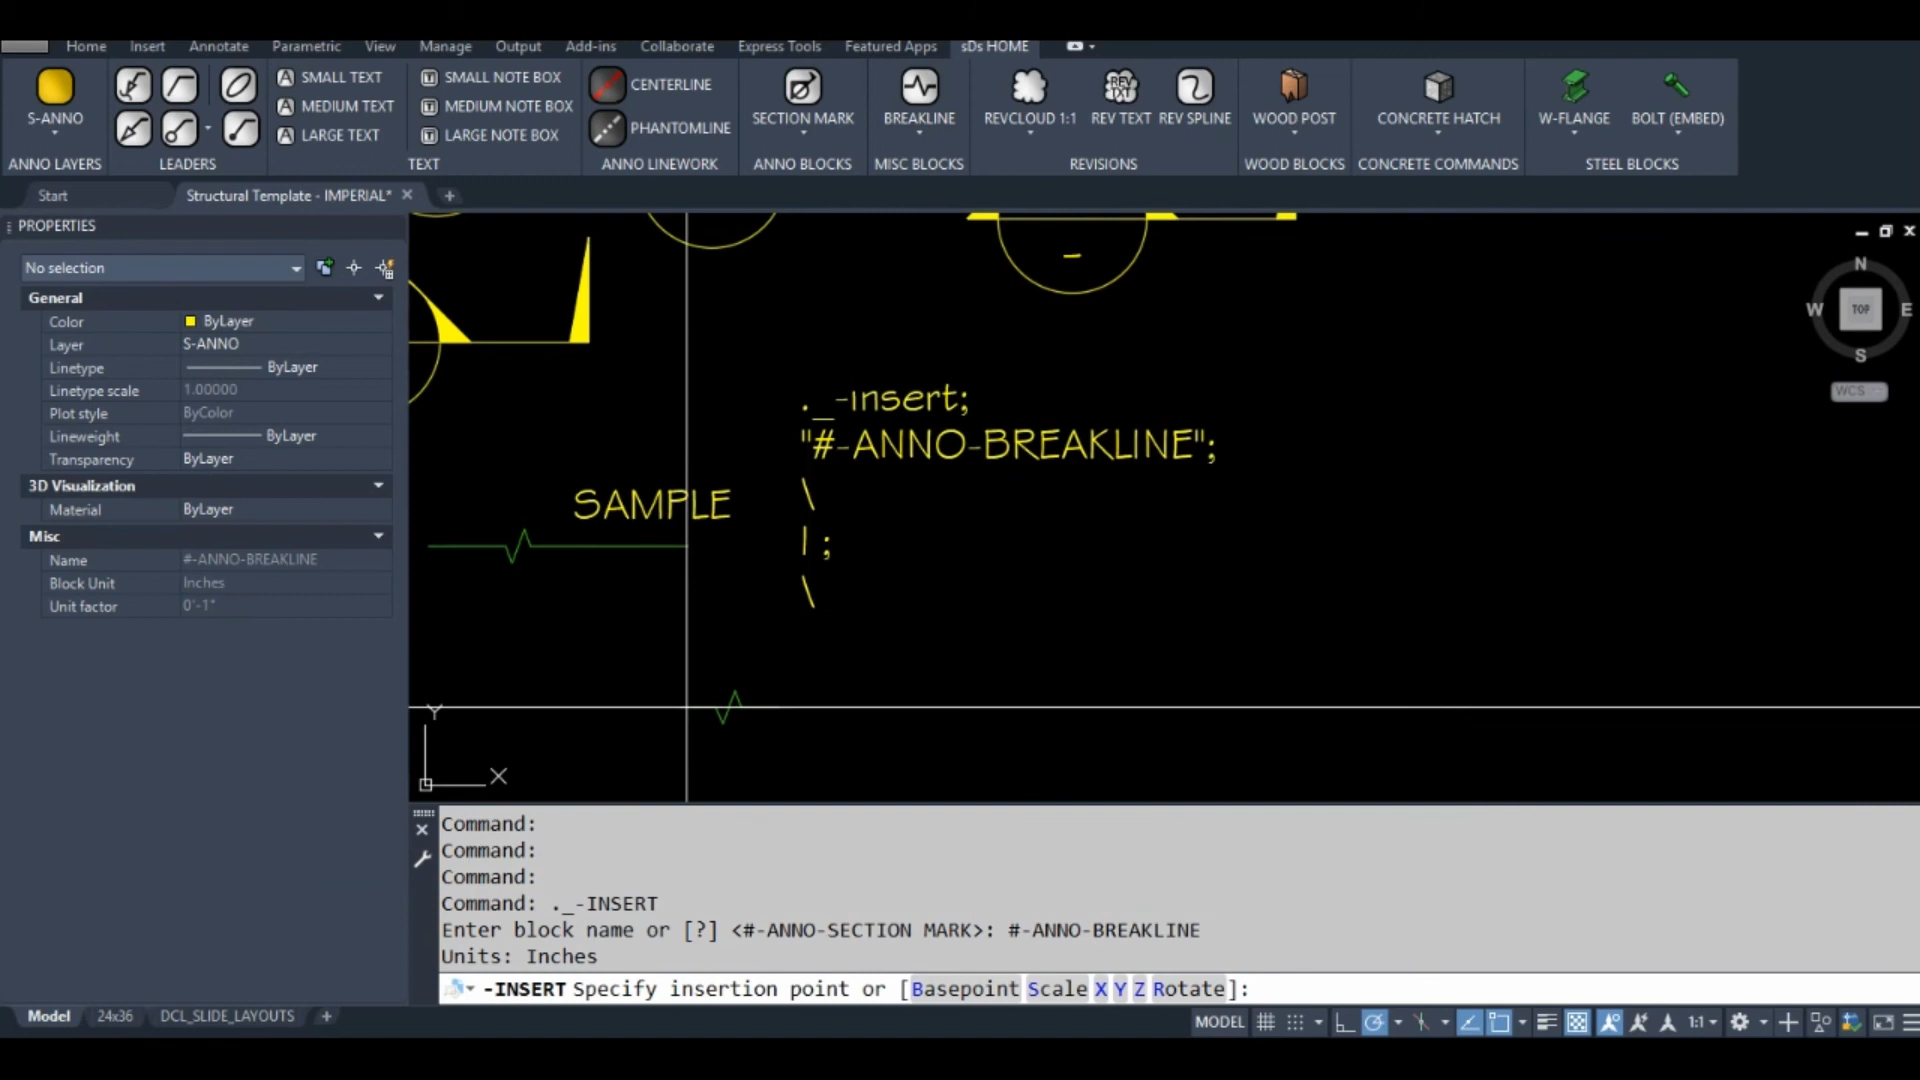 Home Insert Annotate Parametric View Manage Output Add-ins Collaborate Express Tools Featured Apps sDs HOME
S-ANNO
ANNO LAYERS
LEADERS
A SMALL TEXT
A MEDIUM TEXT
A LARGE TEXT
SMALL NOTE BOX
MEDIUM NOTE BOX
LARGE NOTE BOX
TEXT
CENTERLINE
PHANTOMLINE
ANNO LINEWORK
SECTION MARK
ANNO BLOCKS
BREAKLINE
MISC BLOCKS
REVCLOUD 1:1
REV TXT
REV TEXT
REV SPLINE
REVISIONS
WOOD POST
WOOD BLOCKS
CONCRETE HATCH
CONCRETE COMMANDS
W-FLANGE
BOLT (EMBED)
STEEL BLOCKS
Start
Structural Template - IMPERIAL*
PROPERTIES
No selection
General
Color ByLayer
Layer S-ANNO
Linetype ByLayer
Linetype scale 1.00000
Plot style ByColor
Lineweight ByLayer
Transparency ByLayer
3D Visualization
Material ByLayer
Misc
Name #-ANNO-BREAKLINE
Block Unit Inches
Unit factor 0'-1"
N
W TOP E
S
WCS
-
._-insert;
"#-ANNO-BREAKLINE";
\
1;
\
SAMPLE
Y
X
Command:
Command:
Command:
Command: ._-INSERT
Enter block name or [?] <#-ANNO-SECTION MARK>: #-ANNO-BREAKLINE
Units: Inches
-INSERT Specify insertion point or [Basepoint Scale X Y Z Rotate]:
Model 24x36 DCL_SLIDE_LAYOUTS +
MODEL 1:1